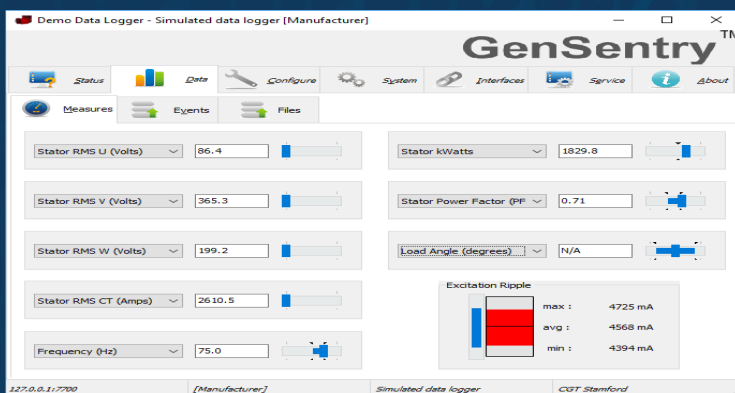 Demo Data Logger - Simulated data logger [Manufacturer]
GenSentry™
Status Data Configure System Interfaces Service About
Measures Events Files
Stator RMS U (Volts) 86.4
Stator kWatts 1829.8
Stator RMS V (Volts) 365.3
Stator Power Factor (PF 0.71
Stator RMS W (Volts) 199.2
Load Angle (degrees) N/A
Stator RMS CT (Amps) 2610.5
Frequency (Hz) 75.0
Excitation Ripple
max : 4725 mA
avg : 4568 mA
min : 4394 mA
127.0.0.1:7700 [Manufacturer] Simulated data logger CGT Stamford